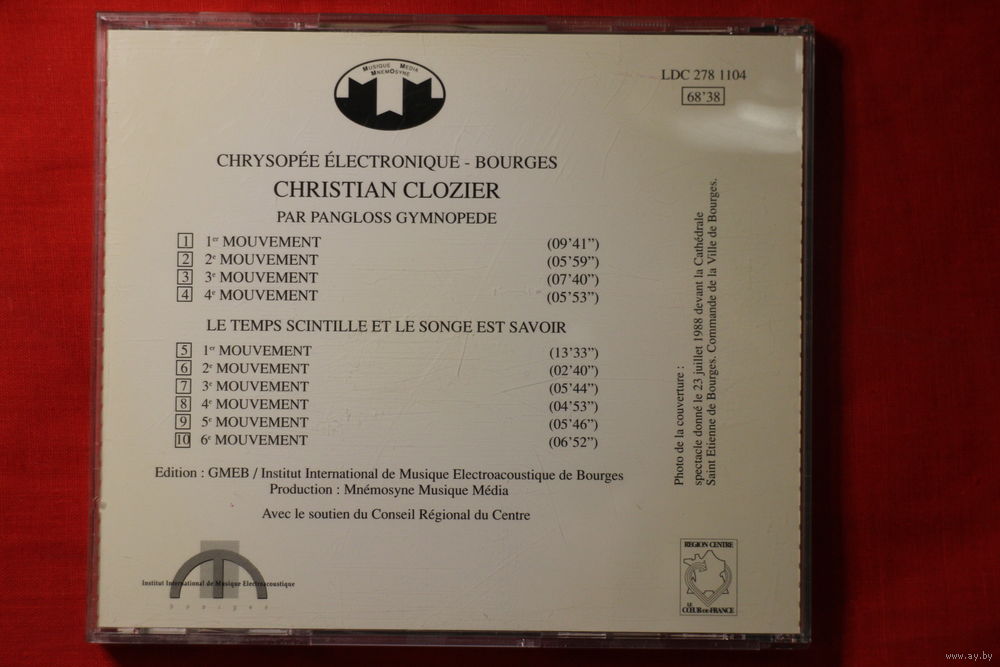 MUSIQUE MEDIA
MNEMOSYNE
LDC 278 1104
68'38
CHRYSOPÉE ÉLECTRONIQUE - BOURGES
CHRISTIAN CLOZIER
PAR PANGLOSS GYMNOPEDE
1 1er MOUVEMENT (09'41")
2 2e MOUVEMENT (05'59")
3 3e MOUVEMENT (07'40")
4 4e MOUVEMENT (05'53")
LE TEMPS SCINTILLE ET LE SONGE EST SAVOIR
5 1er MOUVEMENT (13'33")
6 2e MOUVEMENT (02'40")
7 3e MOUVEMENT (05'44")
8 4e MOUVEMENT (04'53")
9 5e MOUVEMENT (05'46")
10 6e MOUVEMENT (06'52")
Edition : GMEB / Institut International de Musique Electroacoustique de Bourges
Production : Mnémosyne Musique Média
Avec le soutien du Conseil Régional du Centre
Photo de la couverture :
spectacle donné le 23 juillet 1988 devant la Cathédrale
Saint Etienne de Bourges. Commande de la Ville de Bourges.
Institut International de Musique Electroacoustique
bourges
REGION CENTRE
LE
CŒUR DE FRANCE
www.ay.by